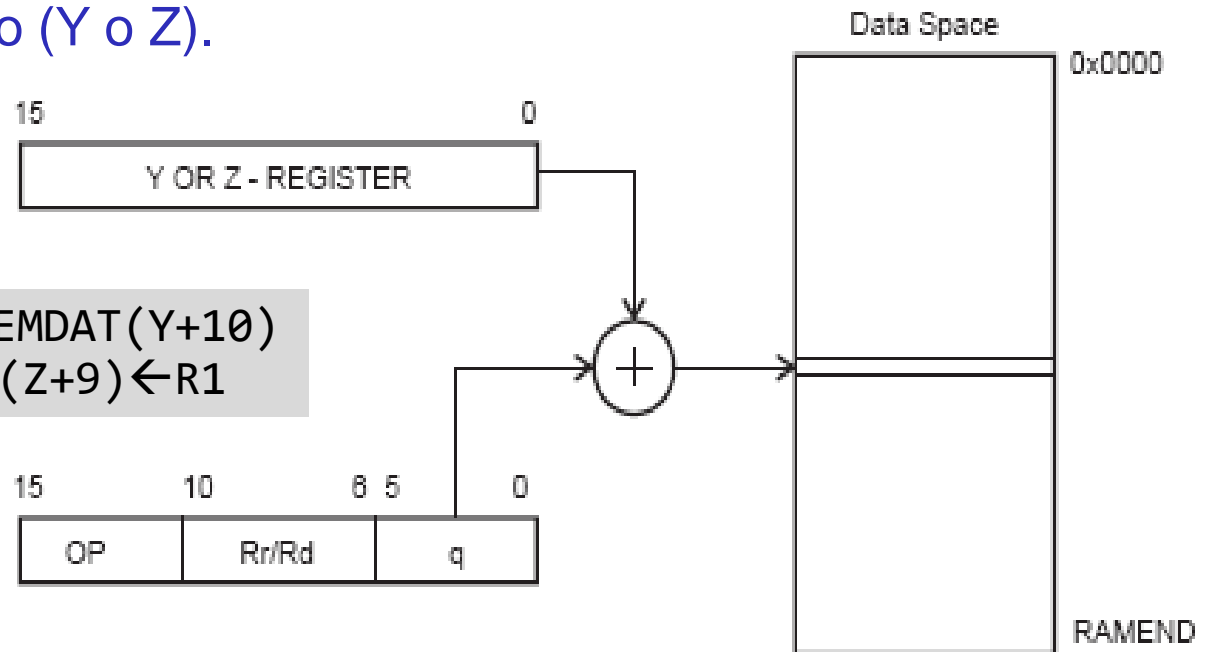 o (Y o Z).
Data Space
0x0000
15 0
Y OR Z - REGISTER
EMDAT(Y+10)
(Z+9)←R1
+
15 10 6 5 0
OP Rr/Rd q
RAMEND